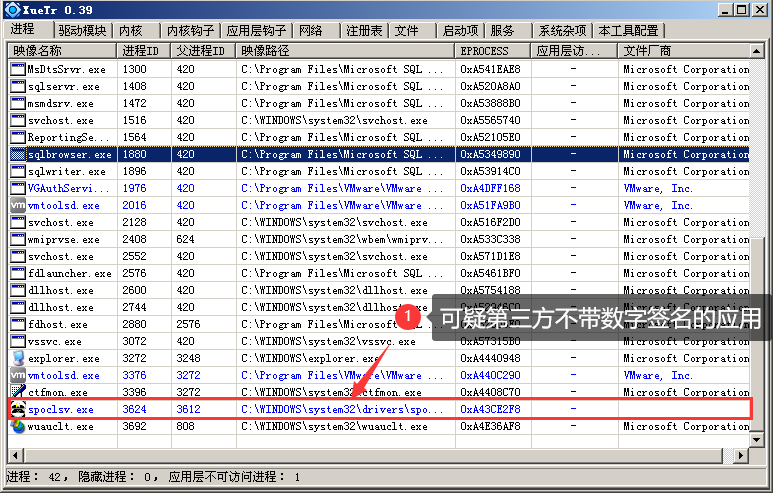 XueTr 0.39
进程 驱动模块 内核 内核钩子 应用层钩子 网络 注册表 文件 启动项 服务 系统杂项 本工具配置
映像名称 进程ID 父进程ID 映像路径 EPROCESS 应用层访... 文件厂商
MsDtsSrvr.exe 1300 420 C:\Program Files\Microsoft SQL ... 0xA541EAE8 - Microsoft Corporation
sqlservr.exe 1408 420 C:\Program Files\Microsoft SQL ... 0xA520A8A0 - Microsoft Corporation
msmdsrv.exe 1472 420 C:\Program Files\Microsoft SQL ... 0xA53888B0 - Microsoft Corporation
svchost.exe 1516 420 C:\WINDOWS\system32\svchost.exe 0xA5565740 - Microsoft Corporation
ReportingSe... 1564 420 C:\Program Files\Microsoft SQL ... 0xA52105E0 - Microsoft Corporation
sqlbrowser.exe 1880 420 C:\Program Files\Microsoft SQL ... 0xA5349890 - Microsoft Corporation
sqlwriter.exe 1896 420 C:\Program Files\Microsoft SQL ... 0xA53914C0 - Microsoft Corporation
VGAuthServi... 1976 420 C:\Program Files\VMware\VMware ... 0xA4DFF168 - VMware, Inc.
vmtoolsd.exe 2016 420 C:\Program Files\VMware\VMware ... 0xA51FA9B0 - VMware, Inc.
svchost.exe 2128 420 C:\WINDOWS\system32\svchost.exe 0xA516F2D0 - Microsoft Corporation
wmiprvse.exe 2408 624 C:\WINDOWS\system32\wbem\wmiprv... 0xA533C338 - Microsoft Corporation
svchost.exe 2552 420 C:\WINDOWS\system32\svchost.exe 0xA571D1E8 - Microsoft Corporation
fdlauncher.exe 2576 420 C:\Program Files\Microsoft SQL ... 0xA5461BF0 - Microsoft Corporation
dllhost.exe 2600 420 C:\WINDOWS\system32\dllhost.exe 0xA5754188 - Microsoft Corporation
dllhost.exe 2744 420 C:\WINDOWS\system32\dllhost.exe Microsoft Corporation
fdhost.exe 2880 2576 C:\Program Files\Microsoft
vssvc.exe 3072 420 C:\WINDOWS\system32\vssvc.exe 0xA57315B0 - Microsoft Corporation
explorer.exe 3272 3248 C:\WINDOWS\explorer.exe 0xA4440948 - Microsoft Corporation
vmtoolsd.exe 3376 3272 C:\Program Files\VMware\VMware ... 0xA440C290 - VMware, Inc.
ctfmon.exe 3396 3272 C:\WINDOWS\system32\ctfmon.exe 0xA4408C70 - Microsoft Corporation
spoclsv.exe 3624 3612 C:\WINDOWS\system32\drivers\spo... 0xA43CE2F8 -
wuauclt.exe 3692 808 C:\WINDOWS\system32\wuauclt.exe 0xA4E36AF8 - Microsoft Corporation
1 可疑第三方不带数字签名的应用
进程: 42, 隐藏进程: 0, 应用层不可访问进程: 1